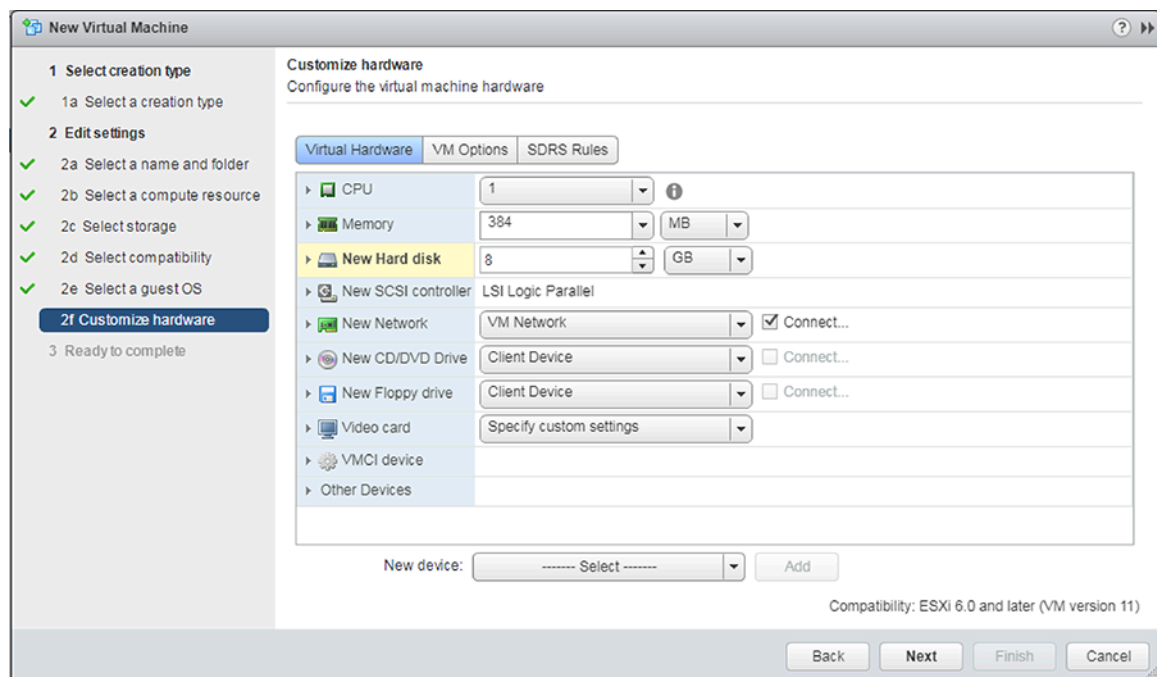 New Virtual Machine
1 Select creation type
1a Select a creation type
2 Edit settings
2a Select a name and folder
2b Select a compute resource
2c Select storage
2d Select compatibility
2e Select a guest OS
2f Customize hardware
3 Ready to complete
Customize hardware
Configure the virtual machine hardware
Virtual Hardware VM Options SDRS Rules
CPU 1
Memory 384 MB
New Hard disk 8 GB
New SCSI controller LSI Logic Parallel
New Network VM Network Connect...
New CD/DVD Drive Client Device Connect...
New Floppy drive Client Device Connect...
Video card Specify custom settings
VMCI device
Other Devices
New device: ------- Select ------- Add
Compatibility: ESXi 6.0 and later (VM version 11)
Back Next Finish Cancel